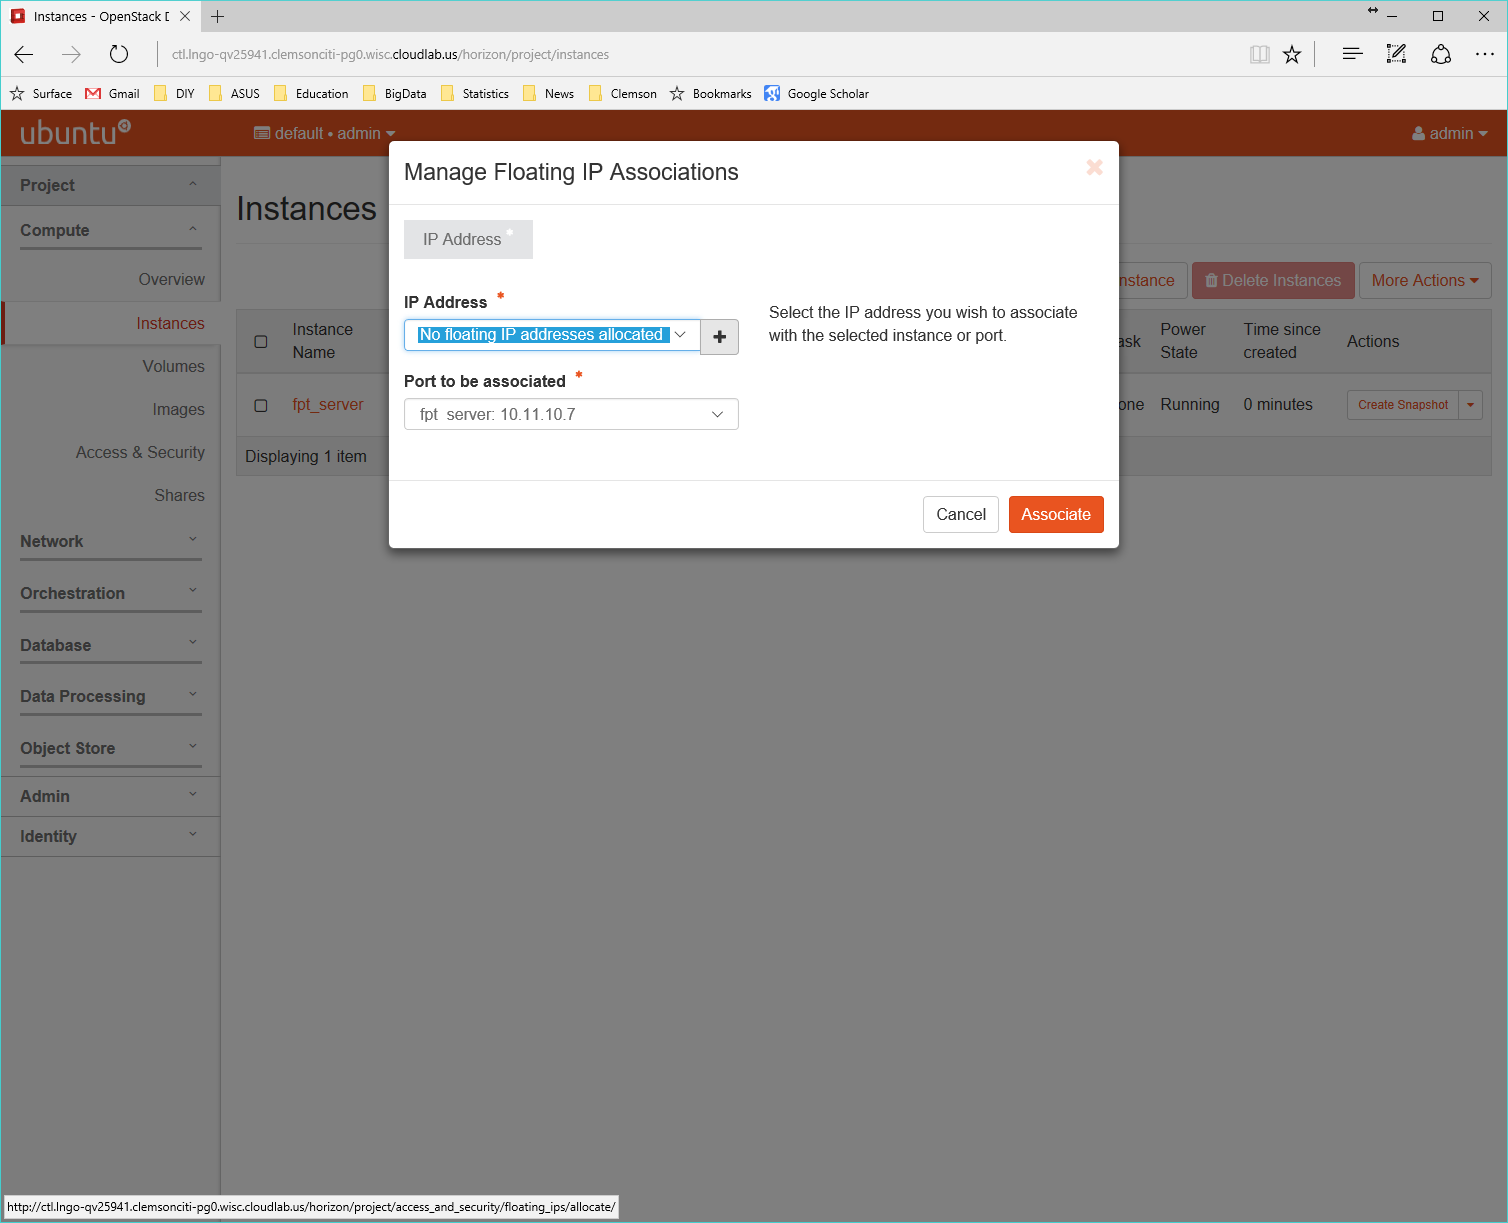 Instances - OpenStack D
ctl.lngo-qv25941.clemsonciti-pg0.wisc.cloudlab.us/horizon/project/instances
Surface Gmail DIY ASUS Education BigData Statistics News Clemson Bookmarks Google Scholar
ubuntu default • admin admin
Manage Floating IP Associations
IP Address *
IP Address *
No floating IP addresses allocated
Select the IP address you wish to associate
with the selected instance or port.
Port to be associated *
fpt_server: 10.11.10.7
Cancel Associate
Project
Compute
Overview
Instances
Volumes
Images
Access & Security
Shares
Network
Orchestration
Database
Data Processing
Object Store
Admin
Identity
Instances
nstance Delete Instances More Actions
Instance Name ask Power State Time since created Actions
fpt_server one Running 0 minutes Create Snapshot
Displaying 1 item
http://ctl.lngo-qv25941.clemsonciti-pg0.wisc.cloudlab.us/horizon/project/access_and_security/floating_ips/allocate/